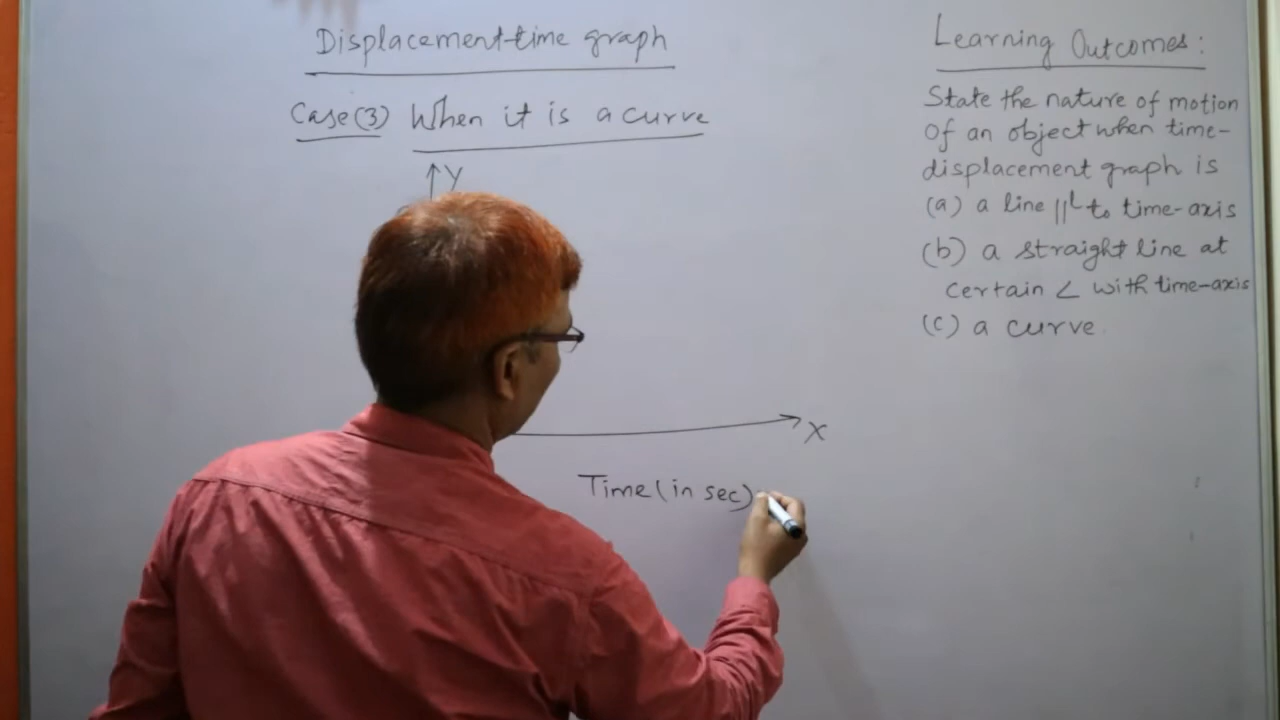 Displacement-time graph
Case(3) When it is a curve
Y
X
Time (in sec)
Learning Outcomes:
State the nature of motion
of an object when time-
displacement graph is
(a) a line ||ˡ to time-axis
(b) a straight line at
certain ∠ with time-axis
(c) a curve.